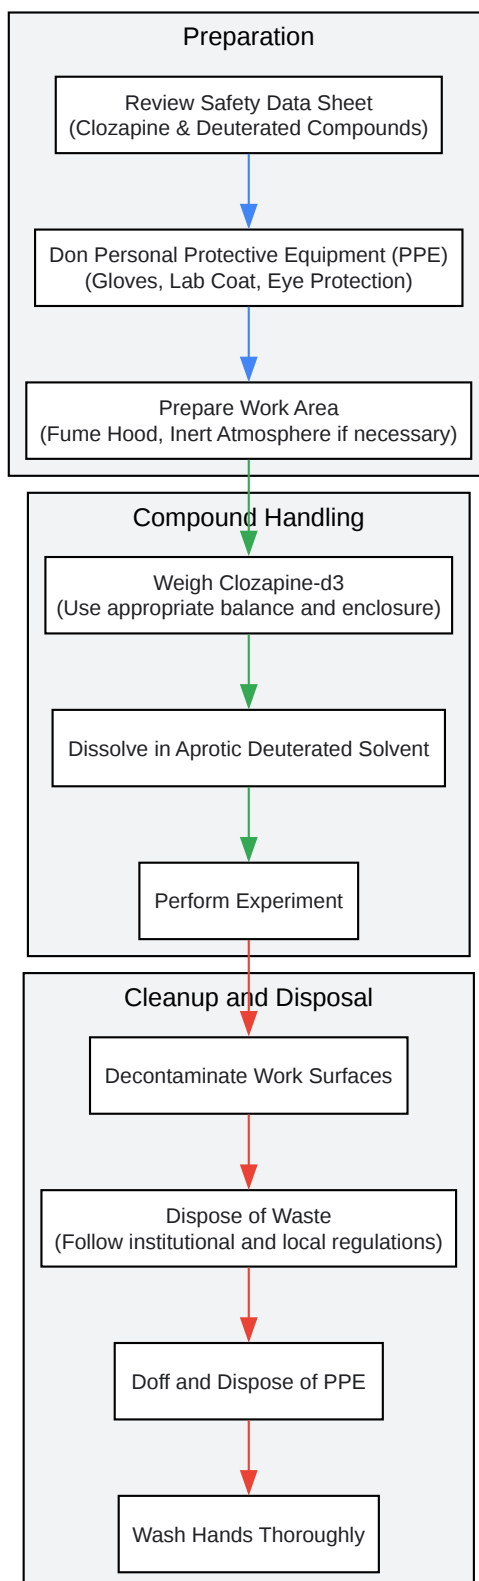 Preparation
Review Safety Data Sheet
(Clozapine & Deuterated Compounds)
Don Personal Protective Equipment (PPE)
(Gloves, Lab Coat, Eye Protection)
Prepare Work Area
(Fume Hood, Inert Atmosphere if necessary)
Compound Handling
Weigh Clozapine-d3
(Use appropriate balance and enclosure)
Dissolve in Aprotic Deuterated Solvent
Perform Experiment
Cleanup and Disposal
Decontaminate Work Surfaces
Dispose of Waste
(Follow institutional and local regulations)
Doff and Dispose of PPE
Wash Hands Thoroughly